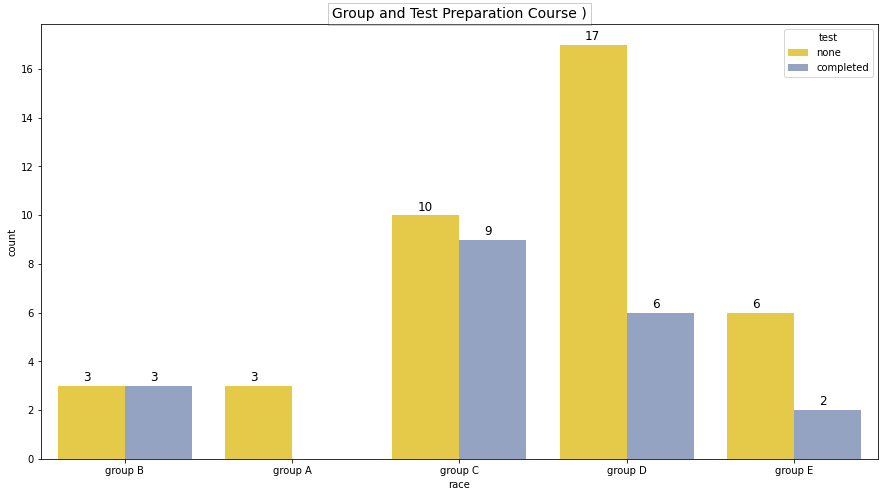 Group and Test Preparation Course )
test
none
completed
count
16
14
12
10
8
6
4
2
0
3
3
3
10
9
17
6
6
2
group B
group A
group C
group D
group E
race